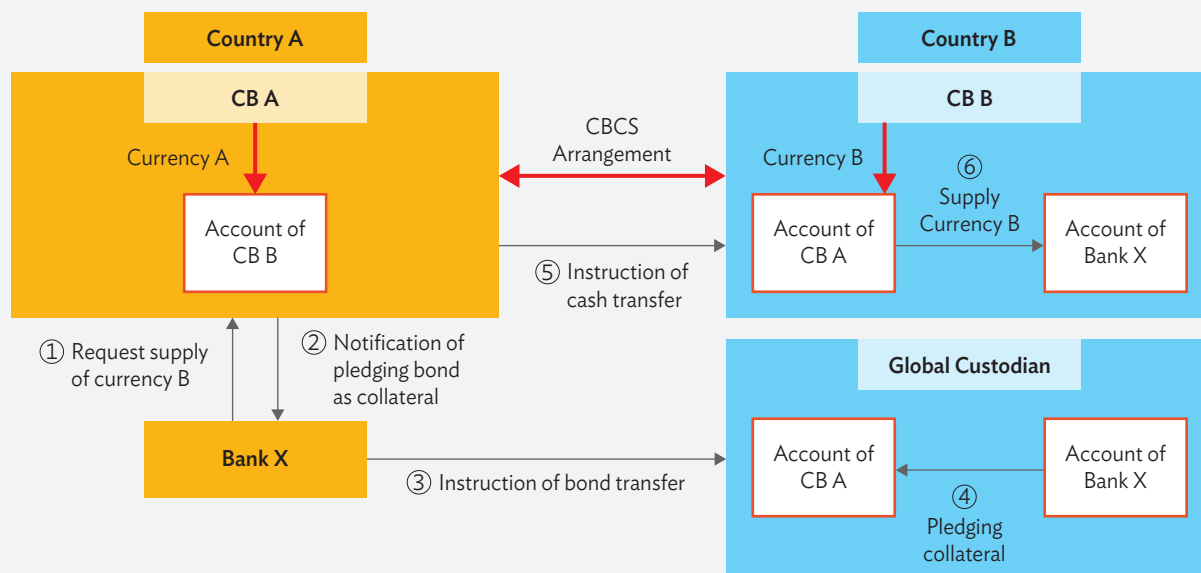 Country A
CB A
Currency A
Account of
CB B
CBCS
Arrangement
Country B
CB B
Currency B
Account of
CB A
⑥
Supply
Currency B
Account of
Bank X
⑤ Instruction of
cash transfer
① Request supply
of currency B
② Notification of
pledging bond
as collateral
Bank X
③ Instruction of bond transfer
Global Custodian
Account of
CB A
④
Pledging
collateral
Account of
Bank X